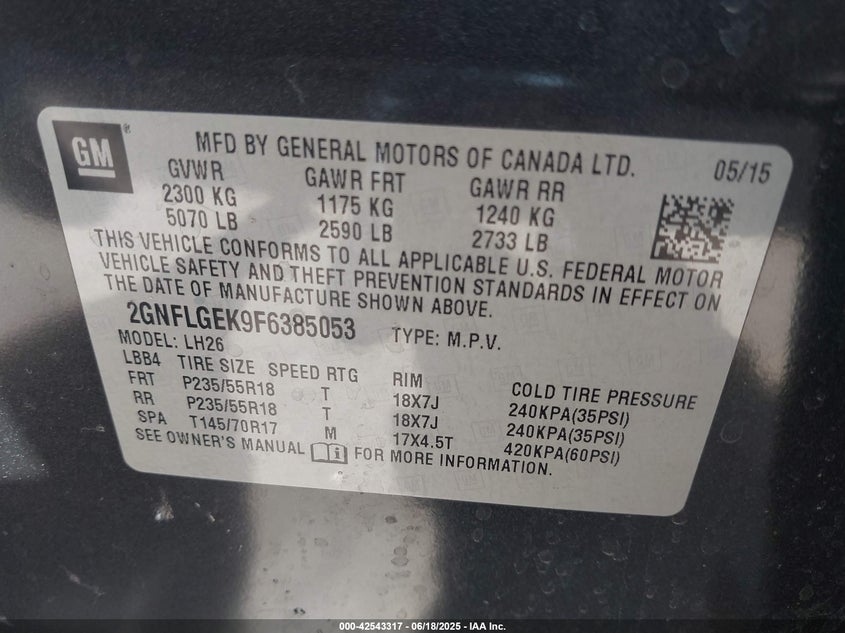 GM®
MFD BY GENERAL MOTORS OF CANADA LTD. 05/15
GVWR GAWR FRT GAWR RR
2300 KG 1175 KG 1240 KG
5070 LB 2590 LB 2733 LB
THIS VEHICLE CONFORMS TO ALL APPLICABLE U.S. FEDERAL MOTOR
VEHICLE SAFETY AND THEFT PREVENTION STANDARDS IN EFFECT ON
THE DATE OF MANUFACTURE SHOWN ABOVE.
2GNFLGEK9F6385053 TYPE: M.P.V.
MODEL: LH26
LBB4 TIRE SIZE SPEED RTG RIM COLD TIRE PRESSURE
FRT P235/55R18 T 18X7J 240KPA(35PSI)
RR P235/55R18 T 18X7J 240KPA(35PSI)
SPA T145/70R17 M 17X4.5T 420KPA(60PSI)
SEE OWNER'S MANUAL FOR MORE INFORMATION.
000-42543317 - 06/18/2025 - IAA Inc.